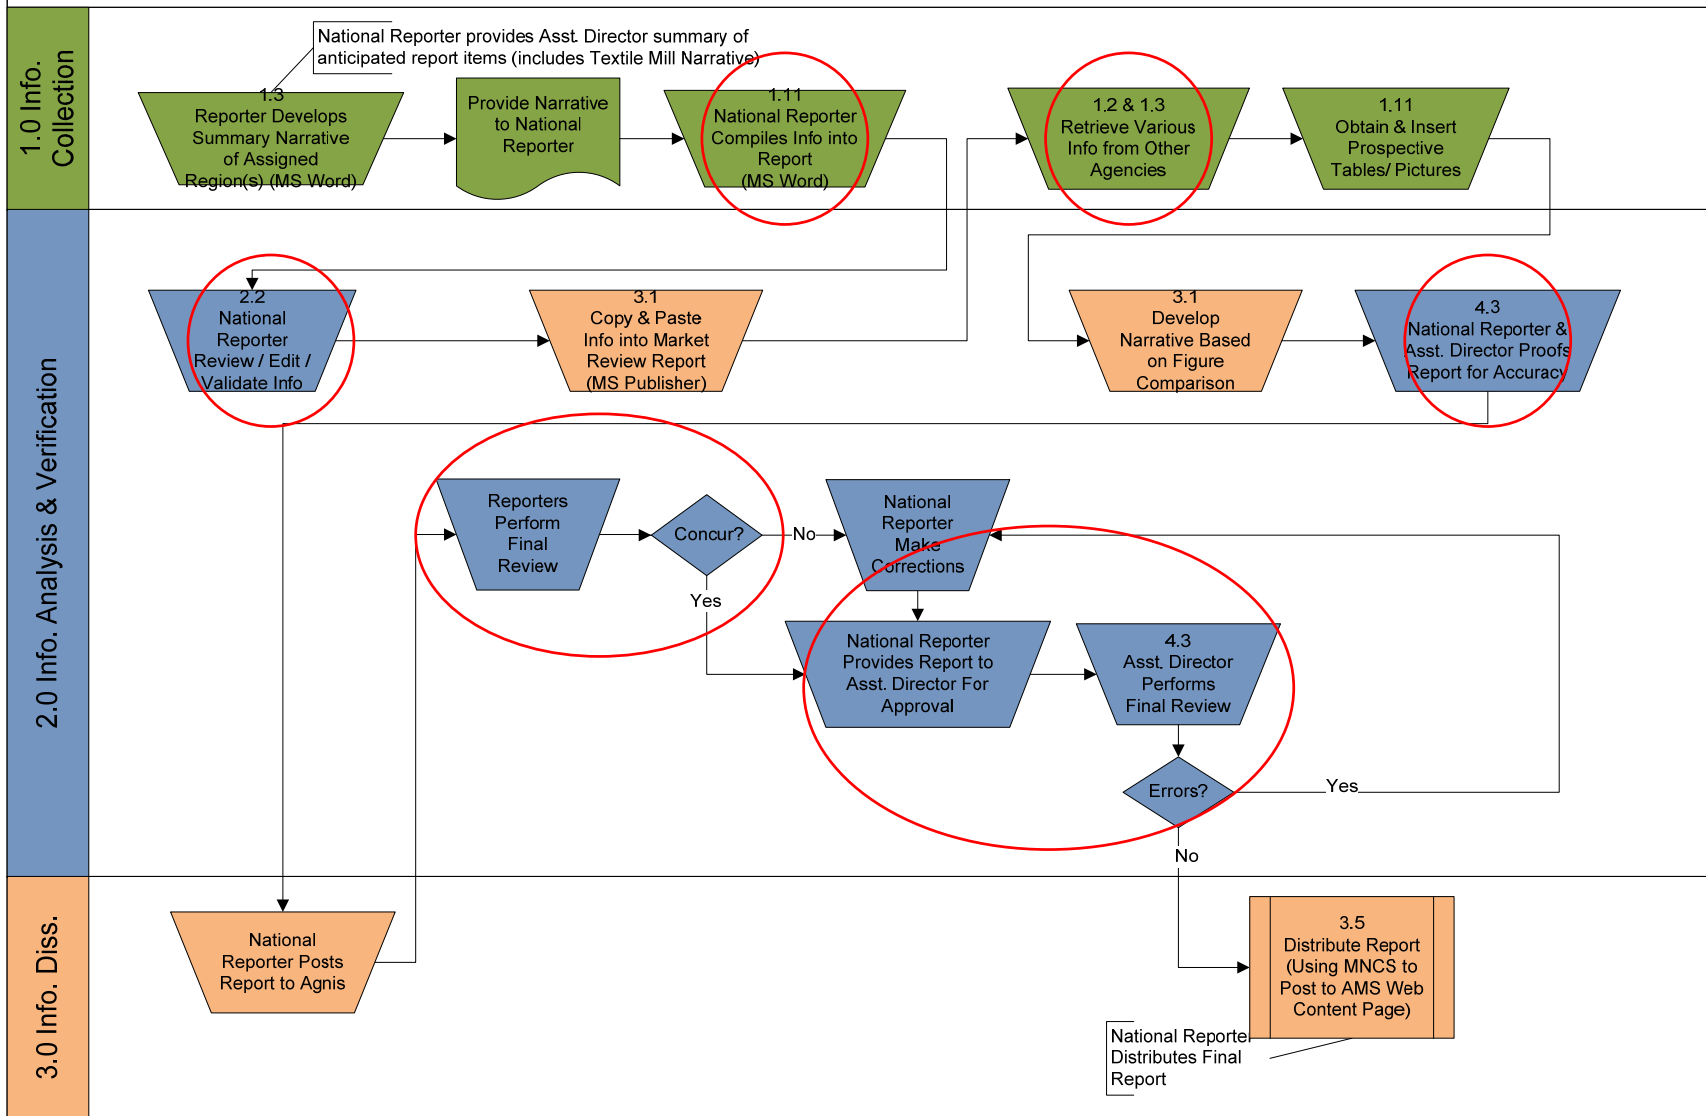 1.0 Info.
Collection
National Reporter provides Asst. Director summary of
anticipated report items (includes Textile Mill Narrative)
1.3
Reporter Develops
Summary Narrative
of Assigned
Region(s) (MS Word)
Provide Narrative
to National
Reporter
1.11
National Reporter
Compiles Info into
Report
(MS Word)
1.2 & 1.3
Retrieve Various
Info from Other
Agencies
1.11
Obtain & Insert
Prospective
Tables/ Pictures
2.0 Info. Analysis & Verification
2.2
National
Reporter
Review / Edit /
Validate Info
3.1
Copy & Paste
Info into Market
Review Report
(MS Publisher)
3.1
Develop
Narrative Based
on Figure
Comparison
4.3
National Reporter &
Asst. Director Proofs
Report for Accuracy
Reporters
Perform
Final
Review
Concur?
No
Yes
National
Reporter
Make
Corrections
National Reporter
Provides Report to
Asst. Director For
Approval
4.3
Asst. Director
Performs
Final Review
Errors?
Yes
No
3.0 Info. Diss.
National
Reporter Posts
Report to Agnis
3.5
Distribute Report
(Using MNCS to
Post to AMS Web
Content Page)
National Reporter
Distributes Final
Report